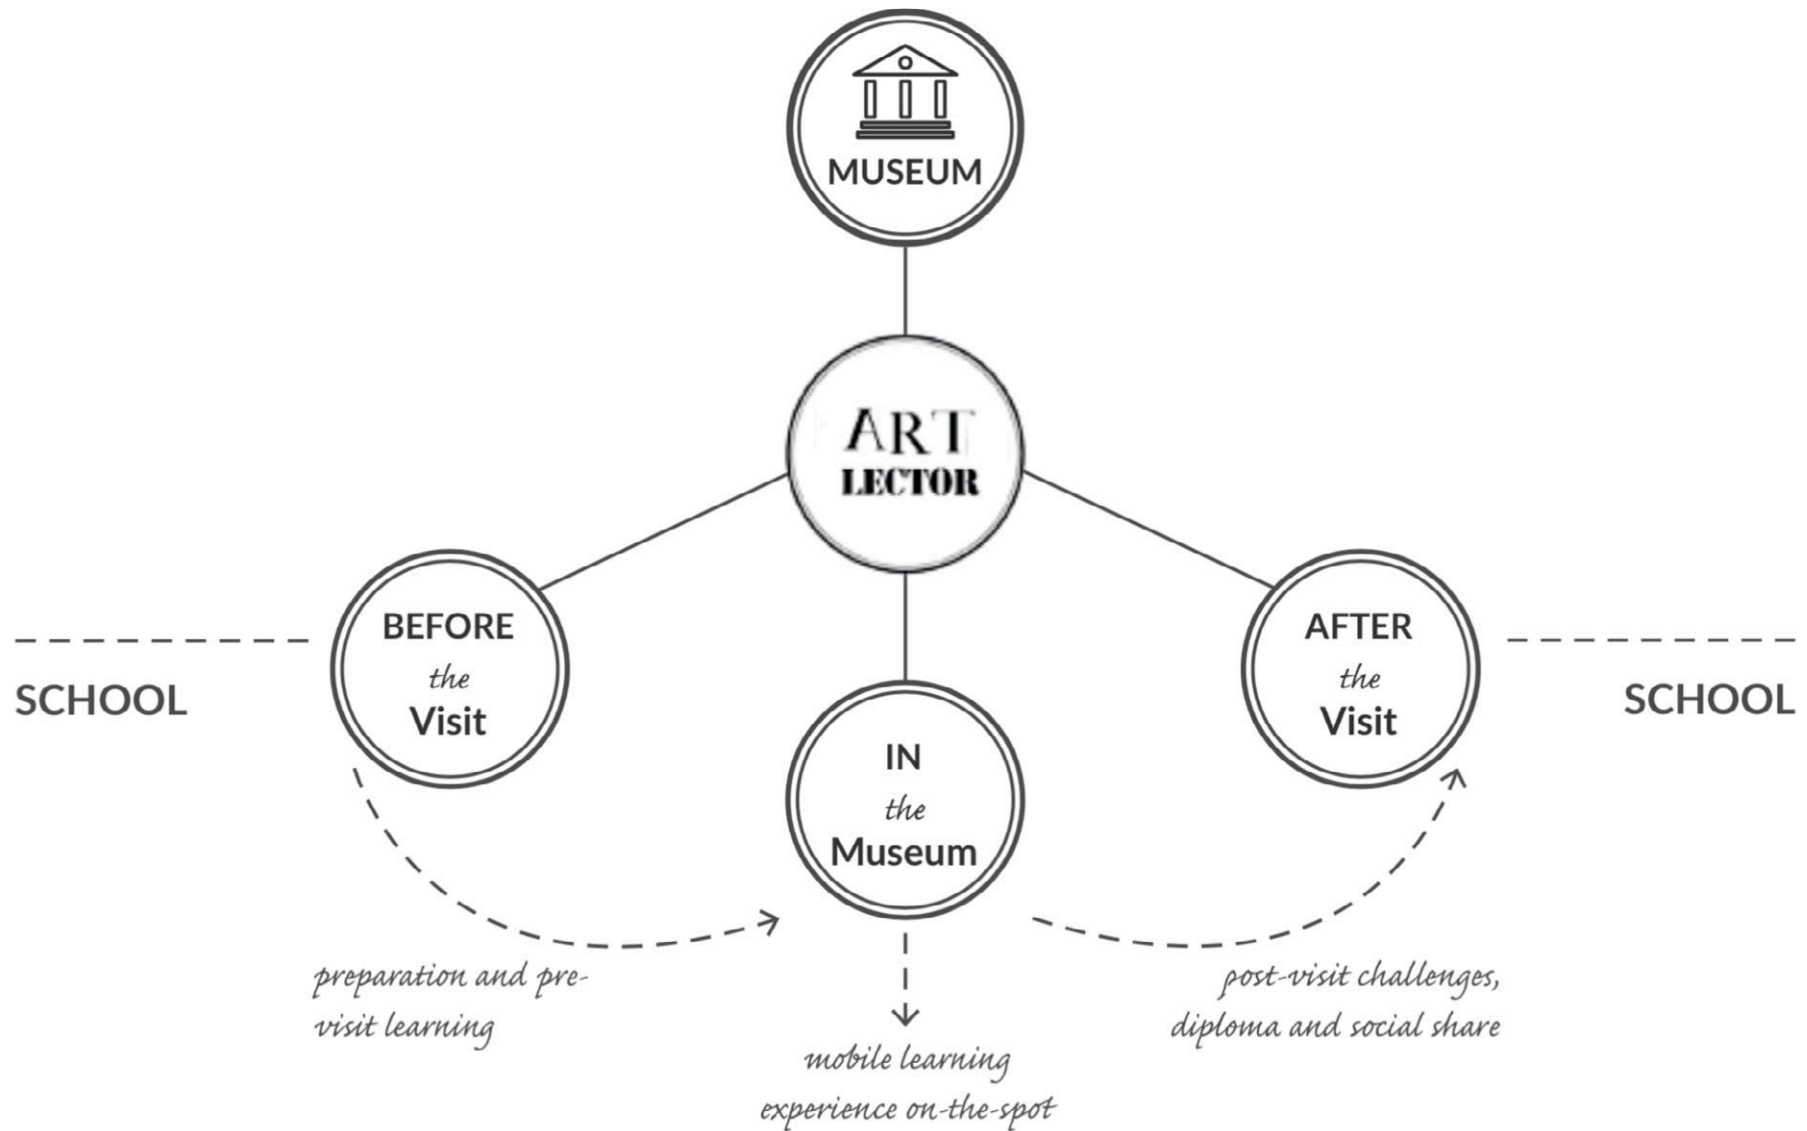 MUSEUM
ART
LECTOR
BEFORE
the
Visit
SCHOOL
IN
the
Museum
AFTER
the
Visit
SCHOOL
preparation and pre-
visit learning
mobile learning
experience on-the-spot
post-visit challenges,
diploma and social share